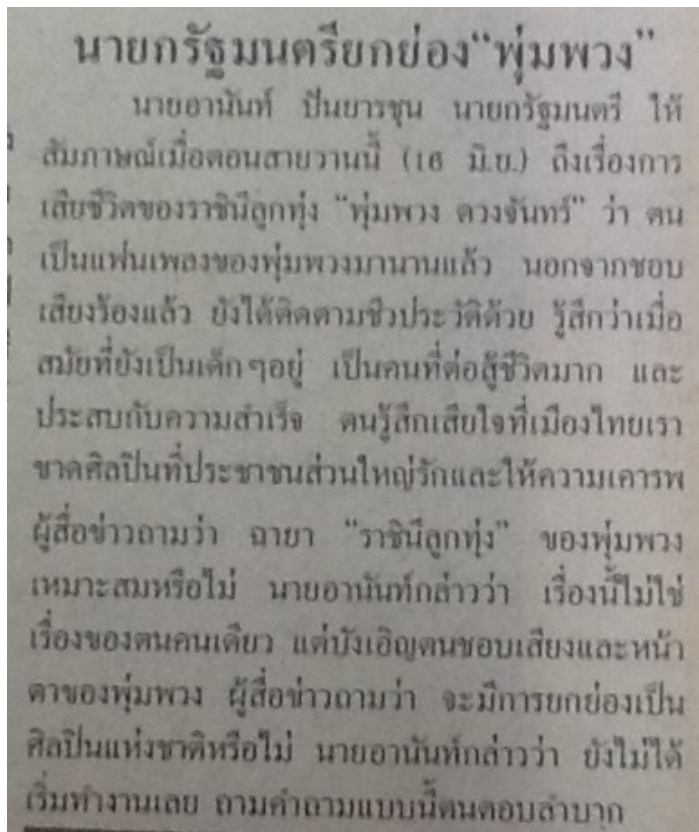 นายกรัฐมนตรียกย่อง“พุ่มพวง”
นายอานันท์ ปันยารชุน นายกรัฐมนตรี ให้
สัมภาษณ์เมื่อตอนสายวานนี้ (16 มิ.ย.) ถึงเรื่องการ
เสียชีวิตของราชินีลูกทุ่ง “พุ่มพวง ดวงจันทร์” ว่า ตน
เป็นแฟนเพลงของพุ่มพวงมานานแล้ว นอกจากชอบ
เสียงร้องแล้ว ยังได้ติดตามชีวประวัติด้วย รู้สึกว่าเมื่อ
สมัยที่ยังเป็นเด็กๆอยู่ เป็นคนที่ต่อสู้ชีวิตมาก และ
ประสบกับความสำเร็จ ตนรู้สึกเสียใจที่เมืองไทยเรา
ขาดศิลปินที่ประชาชนส่วนใหญ่รักและให้ความเคารพ
ผู้สื่อข่าวถามว่า ฉายา “ราชินีลูกทุ่ง” ของพุ่มพวง
เหมาะสมหรือไม่ นายอานันท์กล่าวว่า เรื่องนี้ไม่ใช่
เรื่องของตนคนเดียว แต่บังเอิญตนชอบเสียงและหน้า
ตาของพุ่มพวง ผู้สื่อข่าวถามว่า จะมีการยกย่องเป็น
ศิลปินแห่งชาติหรือไม่ นายอานันท์กล่าวว่า ยังไม่ได้
เริ่มทำงานเลย ถามคำถามแบบนี้ตนตอบลำบาก